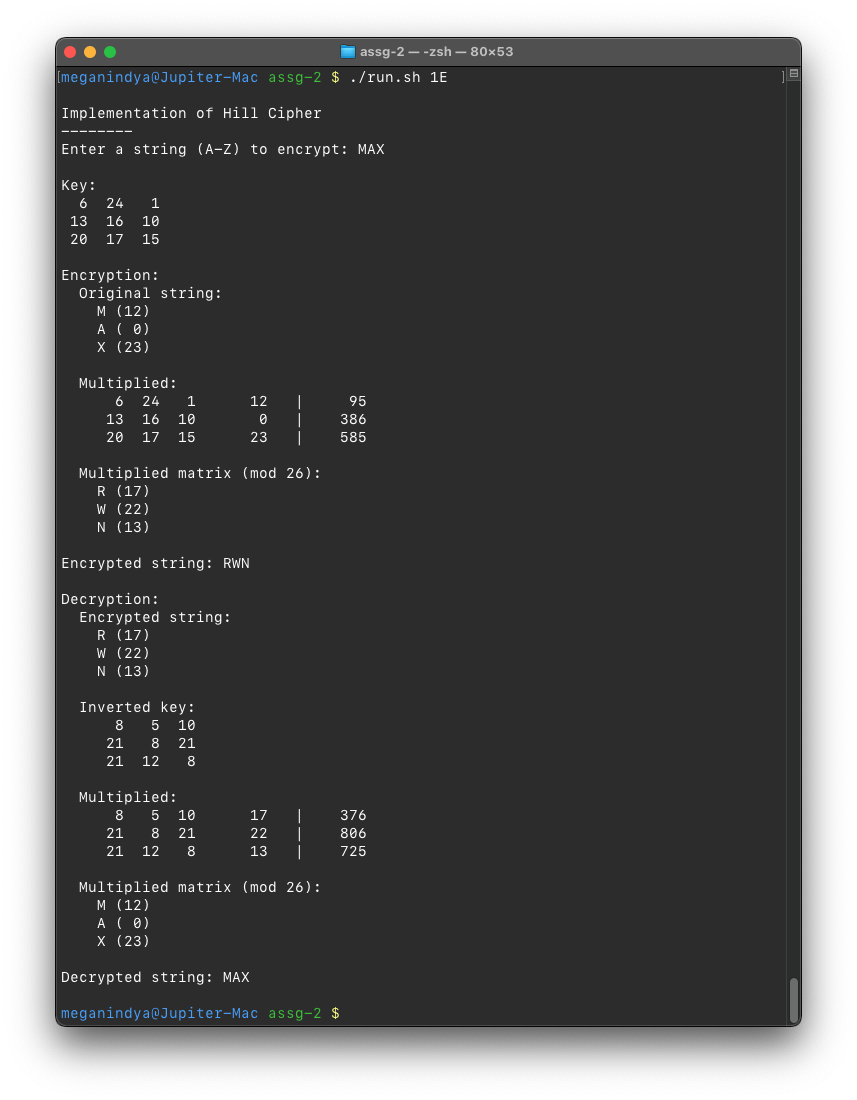 assg-2 — -zsh — 80×53
[meganindya@Jupiter-Mac assg-2 $ ./run.sh 1E ]
Implementation of Hill Cipher
--------
Enter a string (A-Z) to encrypt: MAX
Key:
  6  24   1
 13  16  10
 20  17  15
Encryption:
  Original string:
    M (12)
    A ( 0)
    X (23)
  Multiplied:
      6  24   1      12   |     95
     13  16  10       0   |    386
     20  17  15      23   |    585
  Multiplied matrix (mod 26):
    R (17)
    W (22)
    N (13)
Encrypted string: RWN
Decryption:
  Encrypted string:
    R (17)
    W (22)
    N (13)
  Inverted key:
      8   5  10
     21   8  21
     21  12   8
  Multiplied:
      8   5  10      17   |    376
     21   8  21      22   |    806
     21  12   8      13   |    725
  Multiplied matrix (mod 26):
    M (12)
    A ( 0)
    X (23)
Decrypted string: MAX
meganindya@Jupiter-Mac assg-2 $